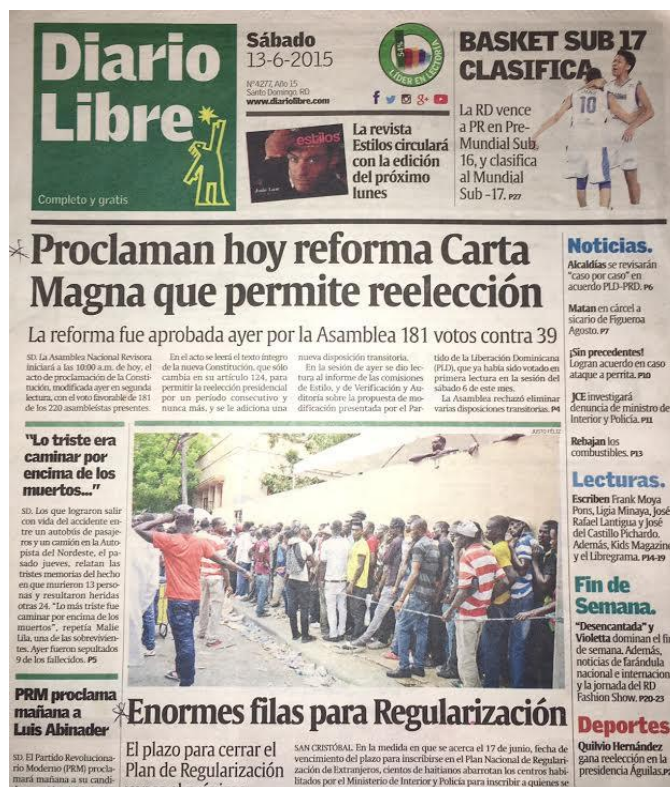 Diario
Libre
Completo y gratis
Sábado
13-6-2015
N°4277, Año 15
Santo Domingo, RD
www.diariolibre.com
LÍDER EN LECTORÍA
estilos
La revista
Estilos circulará
con la edición
del próximo
lunes
BASKET SUB 17
CLASIFICA
10
La RD vence
a PR en Pre-
Mundial Sub
16, y clasifica
al Mundial
Sub -17. P27
Proclaman hoy reforma Carta
Magna que permite reelección
La reforma fue aprobada ayer por la Asamblea 181 votos contra 39
SD. La Asamblea Nacional Revisora
iniciará a las 10:00 a.m. de hoy, el
acto de proclamación de la Consti-
tución, modificada ayer en segunda
lectura, con el voto favorable de 181
de los 220 asambleístas presentes.
En el acto se leerá el texto íntegro
de la nueva Constitución, que sólo
cambia en su artículo 124, para
permitir la reelección presidencial
por un período consecutivo y
nunca más, y se le adiciona una
nueva disposición transitoria.
En la sesión de ayer se dio lec-
tura al informe de las comisiones
de Estilo, y de Verificación y Au-
ditoría sobre la propuesta de mo-
dificación presentada por el Par-
tido de la Liberación Dominicana
(PLD), que ya había sido votado en
primera lectura en la sesión del
sábado 6 de este mes.
La Asamblea rechazó eliminar
varias disposiciones transitorias. P4
"Lo triste era
caminar por
encima de los
muertos..."
SD. Los que lograron salir
con vida del accidente en-
tre un autobús de pasaje-
ros y un camión en la Auto-
pista del Nordeste, el pa-
sado jueves, relatan las
tristes memorias del hecho
en que murieron 13 perso-
nas y resultaron heridas
otras 24. "Lo más triste fue
caminar por encima de los
muertos", repetía Malie
Lila, una de las sobrevivien-
tes. Ayer fueron sepultados
9 de los fallecidos. P5
PRM proclama
mañana a
Luis Abinader
SD. El Partido Revoluciona-
rio Moderno (PRM) procla-
mará mañana a su candi-
JUSTO FÉLIZ
Enormes filas para Regularización
El plazo para cerrar el
Plan de Regularización
SAN CRISTÓBAL. En la medida en que se acerca el 17 de junio, fecha de
vencimiento del plazo para inscribirse en el Plan Nacional de Regulari-
zación de Extranjeros, cientos de haitianos abarrotan los centros habi-
litados por el Ministerio de Interior y Policía para inscribir a quienes se
Noticias.
Alcaldías se revisarán
"caso por caso" en
acuerdo PLD-PRD. P6
Matan en cárcel a
sicario de Figueroa
Agosto. P7
¡Sin precedentes!
Logran acuerdo en caso
ataque a perrita. P10
JCE investigará
denuncia de ministro de
Interior y Policía. P11
Rebajan los
combustibles. P13
Lecturas.
Escriben Frank Moya
Pons, Ligia Minaya, José
Rafael Lantigua y José
del Castillo Pichardo.
Además, Kids Magazine
y el Libregrama. P14-19
Fin de
Semana.
"Desencantada" y
Violetta dominan el fin
de semana. Además,
noticias de farándula
nacional e internacion
y la jornada del RD
Fashion Show. P20-23
Deportes
Quilvio Hernández
gana reelección en la
presidencia Águilas.